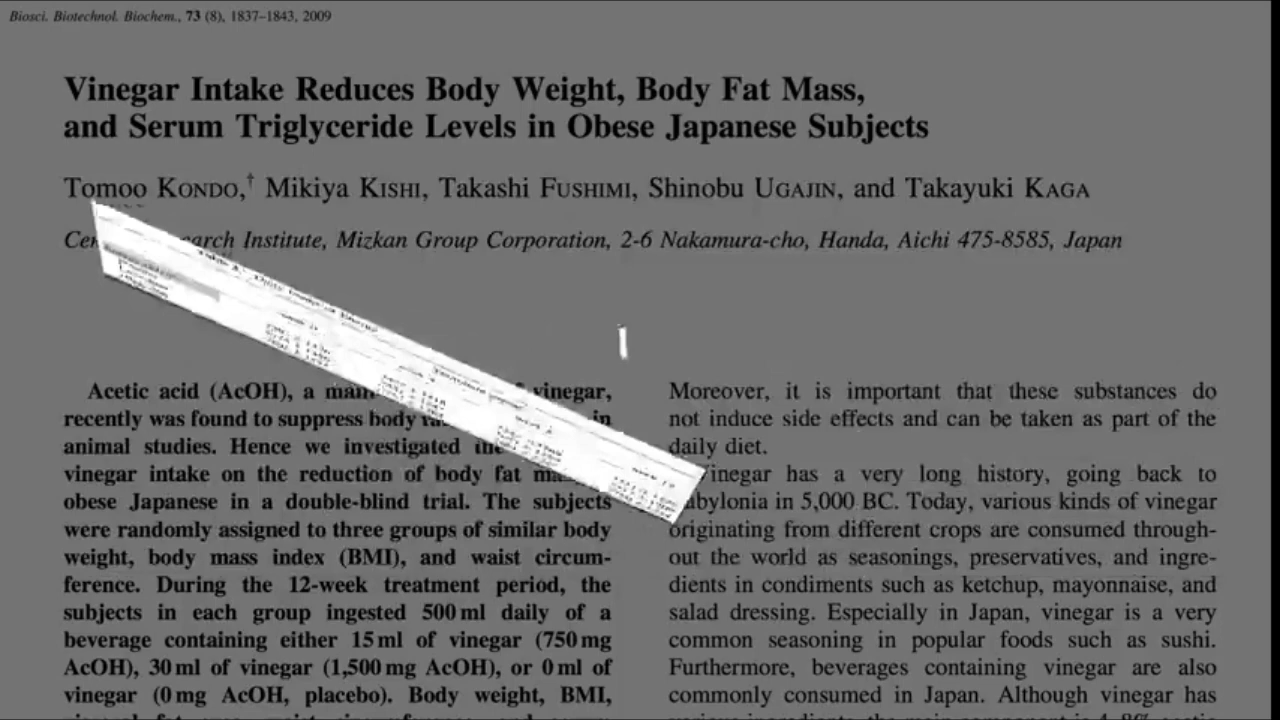 Biosci. Biotechnol. Biochem., 73 (8), 1837–1843, 2009
Vinegar Intake Reduces Body Weight, Body Fat Mass,
and Serum Triglyceride Levels in Obese Japanese Subjects
Tomoo KONDO,† Mikiya KISHI, Takashi FUSHIMI, Shinobu UGAJIN, and Takayuki KAGA
Institute, Mizkan Group Corporation, 2-6 Nakamura-cho, Handa, Aichi 475-8585, Japan
Acetic acid (AcOH), a vinegar,
recently was found to suppress body in
animal studies. Hence we investigated
vinegar intake on the reduction of body fat
obese Japanese in a double-blind trial. The subjects
were randomly assigned to three groups of similar body
weight, body mass index (BMI), and waist circum-
ference. During the 12-week treatment period, the
subjects in each group ingested 500 ml daily of a
beverage containing either 15 ml of vinegar (750 mg
AcOH), 30 ml of vinegar (1,500 mg AcOH), or 0 ml of
vinegar (0 mg AcOH, placebo). Body weight, BMI,
Moreover, it is important that these substances do
not induce side effects and can be taken as part of the
daily diet.
has a very long history, going back to
in 5,000 BC. Today, various kinds of vinegar
originating from different crops are consumed through-
out the world as seasonings, preservatives, and ingre-
dients in condiments such as ketchup, mayonnaise, and
salad dressing. Especially in Japan, vinegar is a very
common seasoning in popular foods such as sushi.
Furthermore, beverages containing vinegar are also
commonly consumed in Japan. Although vinegar has